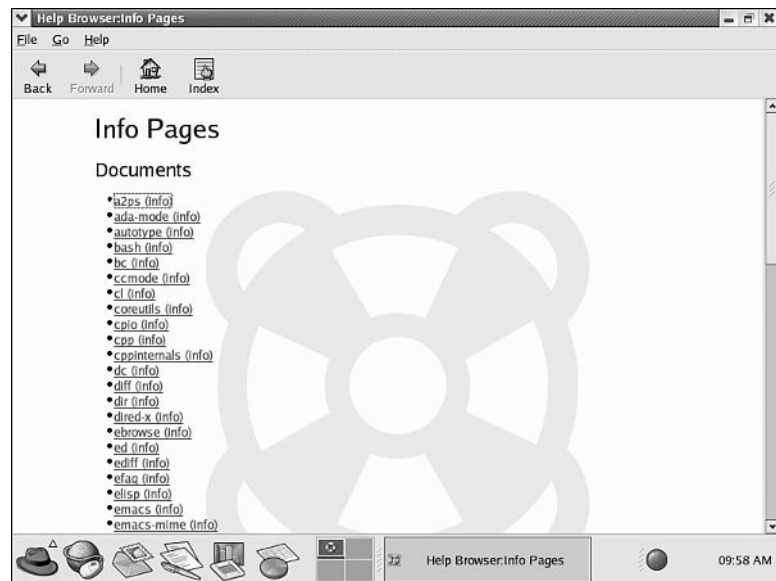 Help Browser:Info Pages
File Go Help
Back Forward Home Index
Info Pages
Documents
a2ps (info)
ada-mode (info)
autotype (info)
bash (info)
bc (info)
ccmode (info)
cl (info)
coreutils (info)
cpio (info)
cpp (info)
cppinternals (info)
dc (info)
diff (info)
dir (info)
dired-x (info)
ebrowse (info)
ed (info)
ediff (info)
efaq (info)
elisp (info)
emacs (info)
emacs-mime (info)
Help Browser:Info Pages
09:58 AM